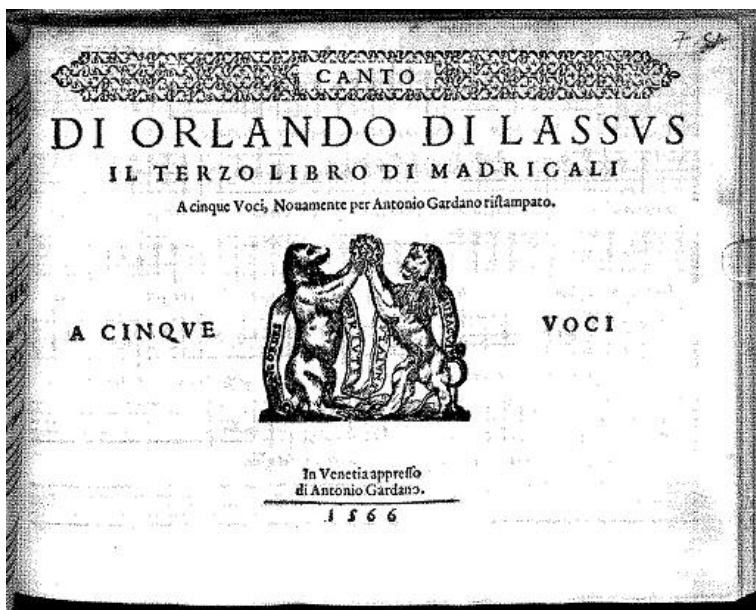 CANTO
DI ORLANDO DI LASSVS
IL TERZO LIBRO DI MADRIGALI
A cinque Voci, Nouamente per Antonio Gardano riſtampato.
A CINQVE VOCI
In Venetia appreſſo
di Antonio Gardano.
1566